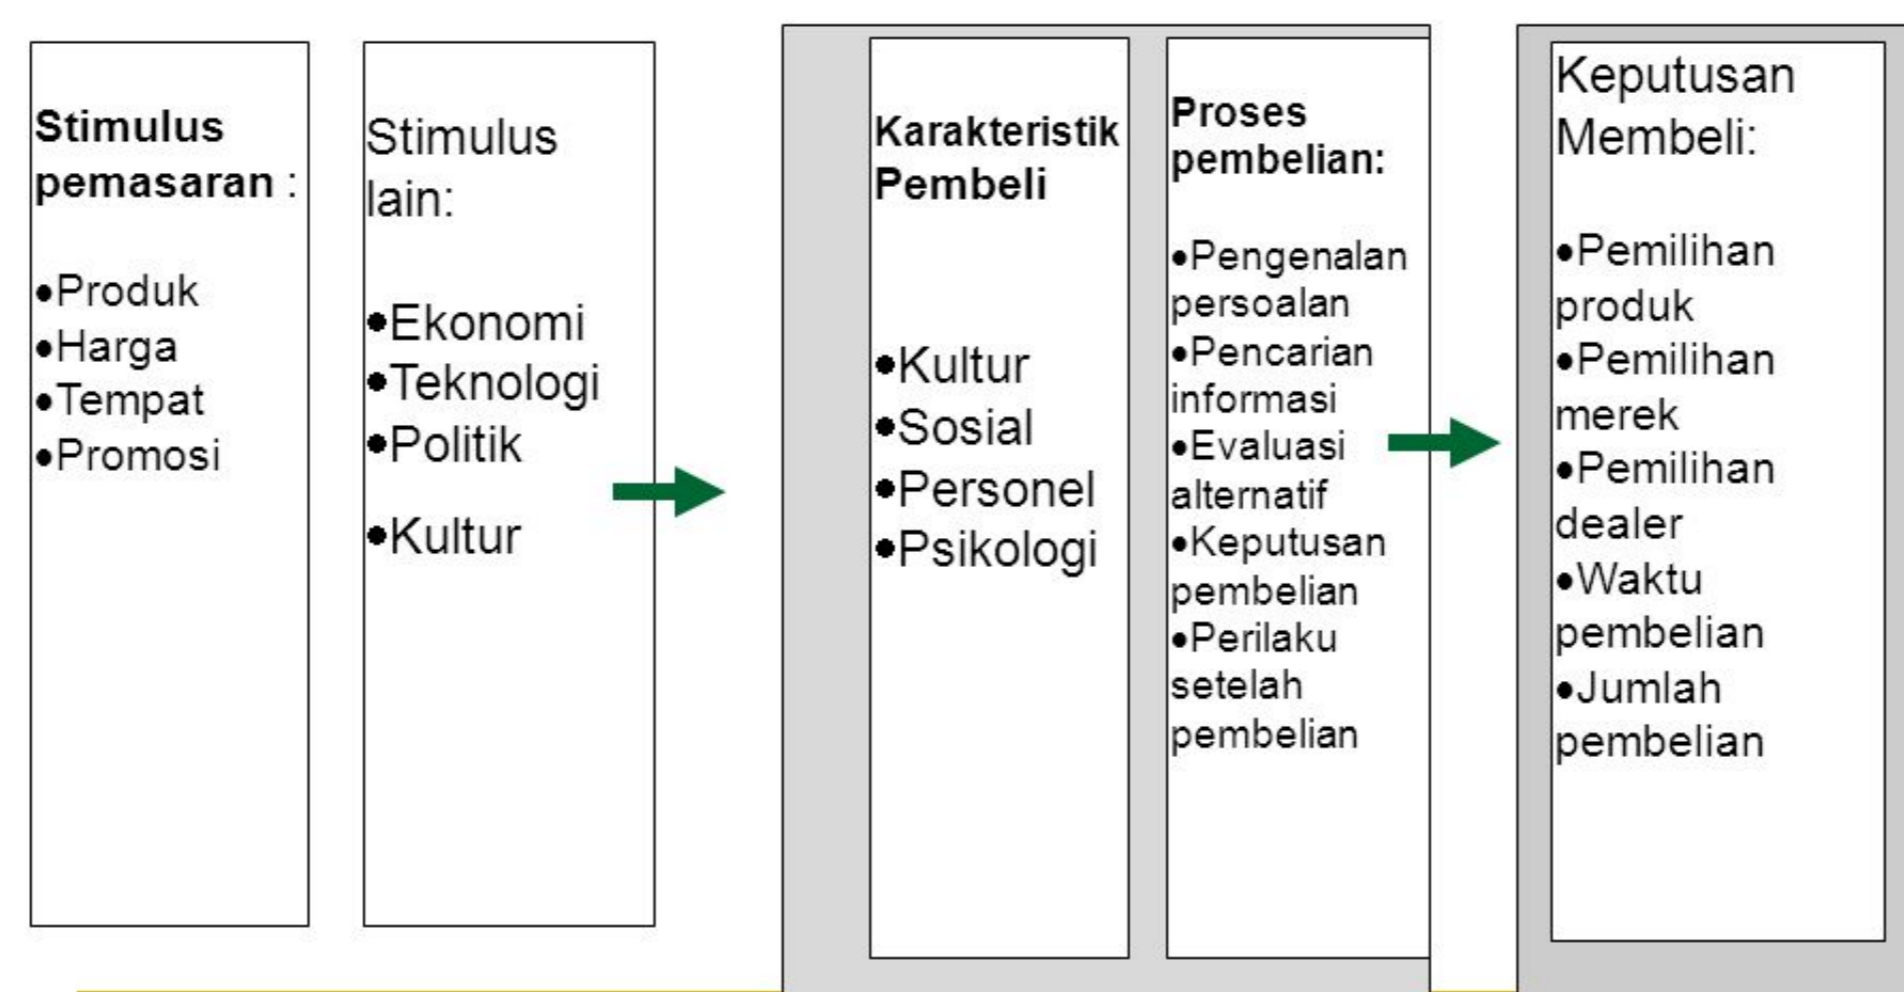 Stimulus
pemasaran :
•Produk
•Harga
•Tempat
•Promosi
Stimulus
lain:
•Ekonomi
•Teknologi
•Politik
•Kultur
Karakteristik
Pembeli
•Kultur
•Sosial
•Personel
•Psikologi
Proses
pembelian:
•Pengenalan
persoalan
•Pencarian
informasi
•Evaluasi
alternatif
•Keputusan
pembelian
•Perilaku
setelah
pembelian
Keputusan
Membeli:
•Pemilihan
produk
•Pemilihan
merek
•Pemilihan
dealer
•Waktu
pembelian
•Jumlah
pembelian